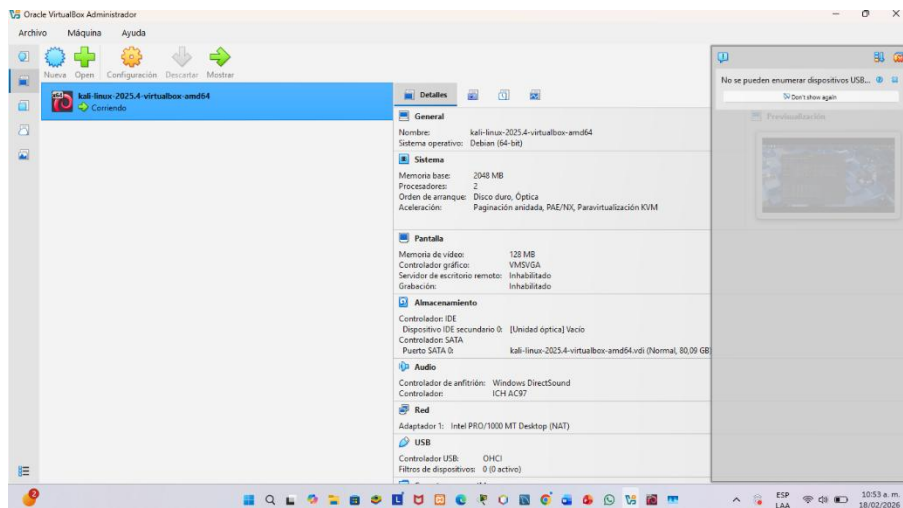 Oracle VirtualBox Administrador
Archivo Máquina Ayuda
Nueva Open Configuración Descartar Mostrar
kali-linux-2025.4-virtualbox-amd64
Corriendo
Detalles
General
Nombre: kali-linux-2025.4-virtualbox-amd64
Sistema operativo: Debian (64-bit)
Sistema
Memoria base: 2048 MB
Procesadores: 2
Orden de arranque: Disco duro, Óptica
Aceleración: Paginación anidada, PAE/NX, Paravirtualización KVM
Pantalla
Memoria de vídeo: 128 MB
Controlador gráfico: VMSVGA
Servidor de escritorio remoto: Inhabilitado
Grabación: Inhabilitado
Almacenamiento
Controlador: IDE
Dispositivo IDE secundario 0: [Unidad óptica] Vacío
Controlador: SATA
Puerto SATA 0: kali-linux-2025.4-virtualbox-amd64.vdi (Normal, 80,09 GB)
Audio
Controlador de anfitrión: Windows DirectSound
Controlador: ICH AC97
Red
Adaptador 1: Intel PRO/1000 MT Desktop (NAT)
USB
Controlador USB: OHCI
Filtros de dispositivos: 0 (0 activo)
No se pueden enumerar dispositivos USB...
Don't show again
Previsualización
ESP
LAA
10:53 a. m.
18/02/2026